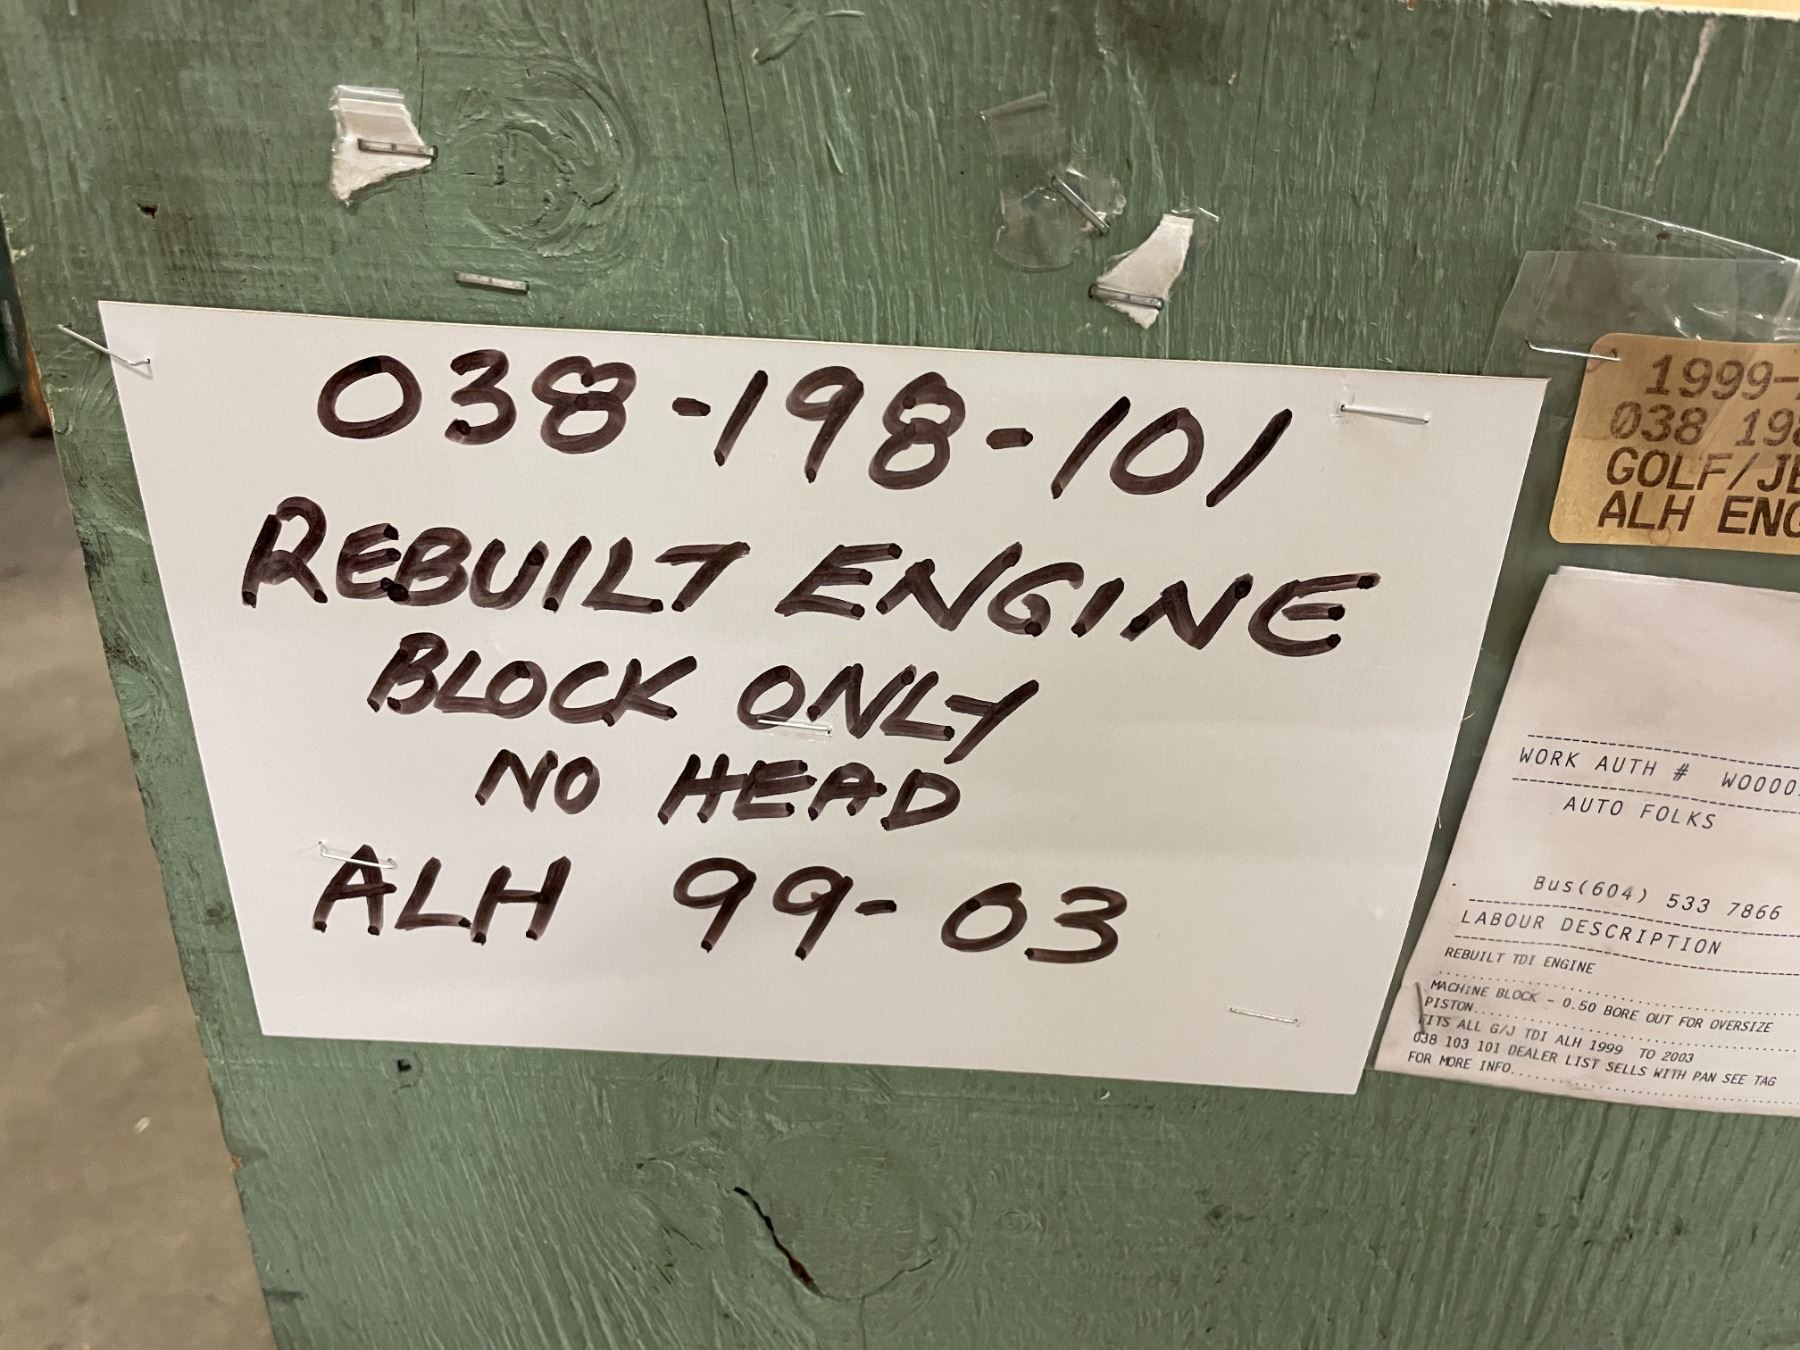 038-198-101
REBUILT ENGINE
BLOCK ONLY
NO HEAD
ALH 99-03
1999-
038 198
GOLF/JE
ALH ENG
WORK AUTH # WO000
AUTO FOLKS
Bus(604) 533 7866
LABOUR DESCRIPTION
REBUILT TDI ENGINE
MACHINE BLOCK - 0.50 BORE OUT FOR OVERSIZE
PISTON
FITS ALL G/J TDI ALH 1999 TO 2003
038 103 101 DEALER LIST SELLS WITH PAN SEE TAG
FOR MORE INFO